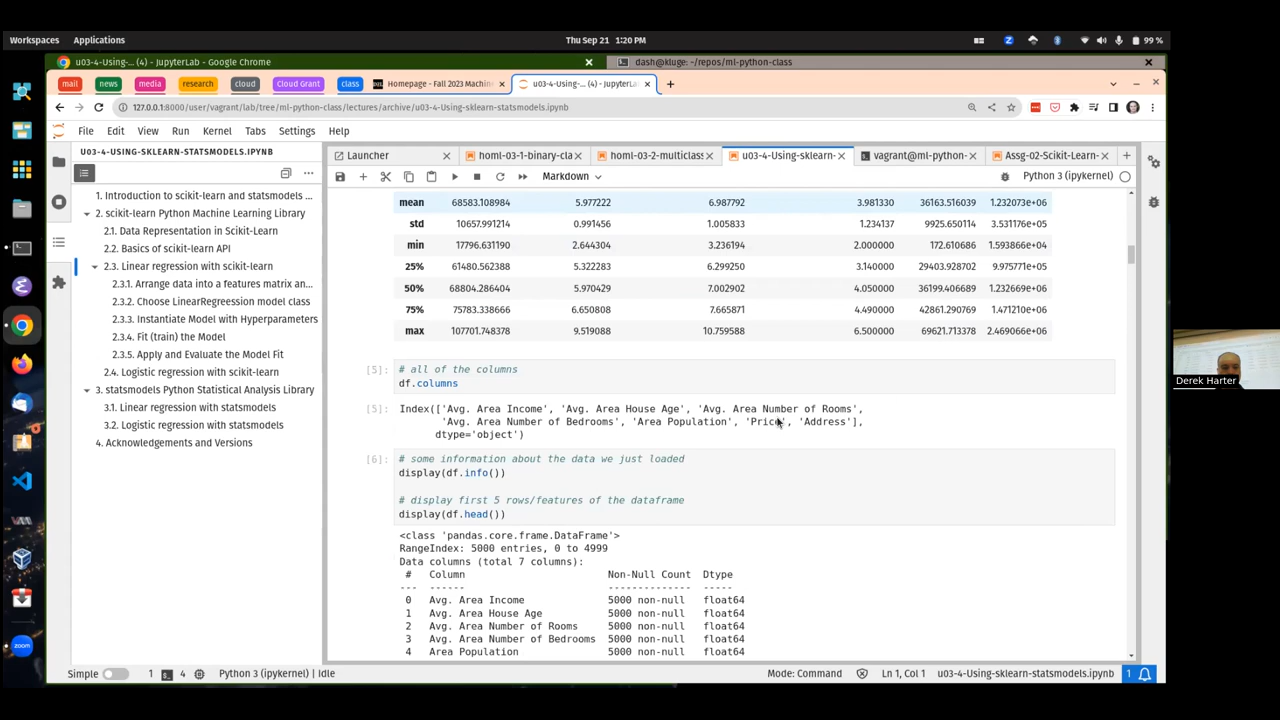 Workspaces Applications Thu Sep 21 1:20 PM 99 %
u03-4-Using-... (4) - JupyterLab - Google Chrome dash@kluge: ~/repos/ml-python-class
mail news media research cloud Cloud Grant class Homepage - Fall 2023 Machin u03-4-Using-... (4) - JupyterLa
127.0.0.1:8000/user/vagrant/lab/tree/ml-python-class/lectures/archive/u03-4-Using-sklearn-statsmodels.ipynb
File Edit View Run Kernel Tabs Settings Help
U03-4-USING-SKLEARN-STATSMODELS.IPYNB
Launcher homl-03-1-binary-cla homl-03-2-multiclass u03-4-Using-sklearn- vagrant@ml-python- Assg-02-Scikit-Learn-
Markdown Python 3 (ipykernel)
1. Introduction to scikit-learn and statsmodels ...
2. scikit-learn Python Machine Learning Library
2.1. Data Representation in Scikit-Learn
2.2. Basics of scikit-learn API
2.3. Linear regression with scikit-learn
2.3.1. Arrange data into a features matrix an...
2.3.2. Choose LinearRegression model class
2.3.3. Instantiate Model with Hyperparameters
2.3.4. Fit (train) the Model
2.3.5. Apply and Evaluate the Model Fit
2.4. Logistic regression with scikit-learn
3. statsmodels Python Statistical Analysis Library
3.1. Linear regression with statsmodels
3.2. Logistic regression with statsmodels
4. Acknowledgements and Versions
mean 68583.108984 5.977222 6.987792 3.981330 36163.516039 1.232073e+06
std 10657.991214 0.991456 1.005833 1.234137 9925.650114 3.531176e+05
min 17796.631190 2.644304 3.236194 2.000000 172.610686 1.593866e+04
25% 61480.562388 5.322283 6.299250 3.140000 29403.928702 9.975771e+05
50% 68804.286404 5.970429 7.002902 4.050000 36199.406689 1.232669e+06
75% 75783.338666 6.650808 7.665871 4.490000 42861.290769 1.471210e+06
max 107701.748378 9.519088 10.759588 6.500000 69621.713378 2.469066e+06
[5]: # all of the columns
df.columns
[5]: Index(['Avg. Area Income', 'Avg. Area House Age', 'Avg. Area Number of Rooms',
'Avg. Area Number of Bedrooms', 'Area Population', 'Price', 'Address'],
dtype='object')
[6]: # some information about the data we just loaded
display(df.info())
# display first 5 rows/features of the dataframe
display(df.head())
<class 'pandas.core.frame.DataFrame'>
RangeIndex: 5000 entries, 0 to 4999
Data columns (total 7 columns):
# Column Non-Null Count Dtype
--- ------ -------------- -----
0 Avg. Area Income 5000 non-null float64
1 Avg. Area House Age 5000 non-null float64
2 Avg. Area Number of Rooms 5000 non-null float64
3 Avg. Area Number of Bedrooms 5000 non-null float64
4 Area Population 5000 non-null float64
Simple 1 4 Python 3 (ipykernel) | Idle Mode: Command Ln 1, Col 1 u03-4-Using-sklearn-statsmodels.ipynb 1
Derek Harter
zoom